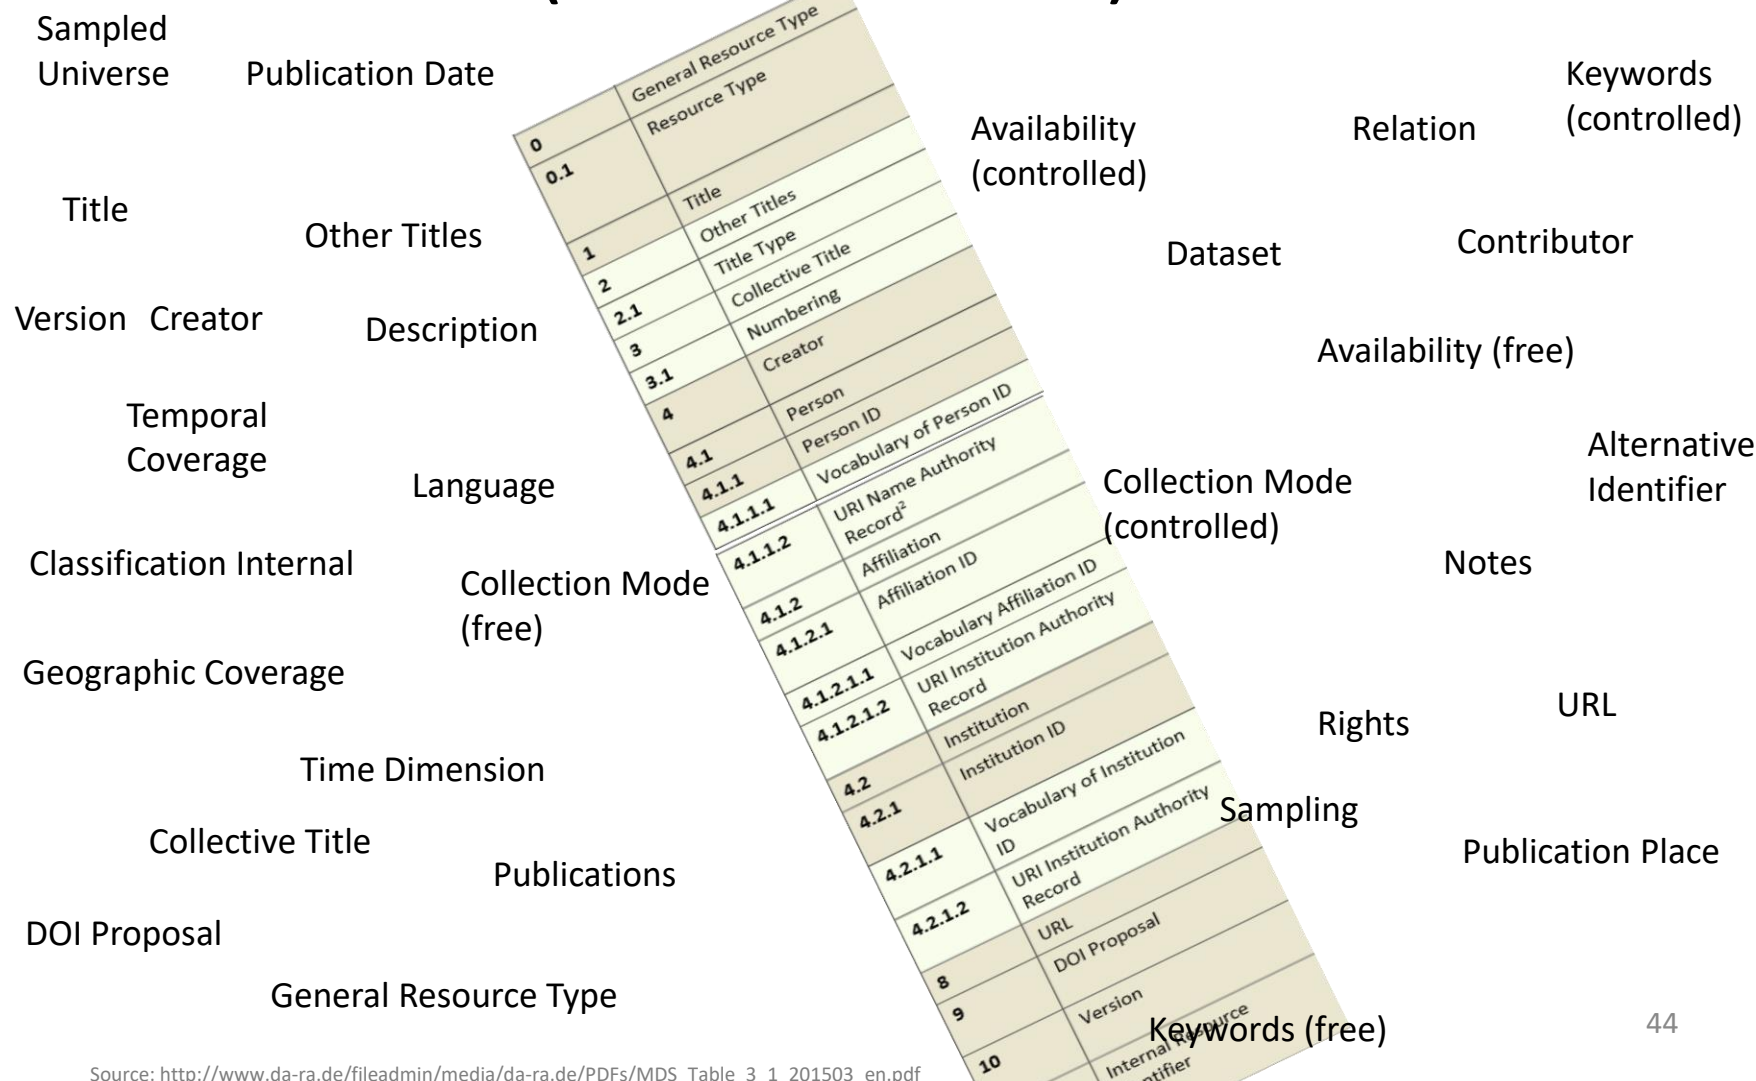 Sampled
Universe
Publication Date
Title
Other Titles
Version
Creator
Description
Temporal
Coverage
Language
Classification Internal
Collection Mode
(free)
Geographic Coverage
Time Dimension
Collective Title
Publications
DOI Proposal
General Resource Type
0 General Resource Type
0.1 Resource Type
1 Title
2 Other Titles
2.1 Title Type
3 Collective Title
3.1 Numbering
4 Creator
4.1 Person
4.1.1 Person ID
4.1.1.1 Vocabulary of Person ID
4.1.1.2 URI Name Authority
Record²
4.1.2 Affiliation
4.1.2.1 Affiliation ID
4.1.2.1.1 Vocabulary Affiliation ID
4.1.2.1.2 URI Institution Authority
Record
4.2 Institution
4.2.1 Institution ID
4.2.1.1 Vocabulary of Institution
ID
4.2.1.2 URI Institution Authority
Record
8 URL
9 DOI Proposal
10 Version
Internal Resource
Availability
(controlled)
Relation
Keywords
(controlled)
Dataset
Contributor
Availability (free)
Alternative
Identifier
Collection Mode
(controlled)
Notes
Rights
URL
Sampling
Publication Place
Keywords (free)
44
Source: http://www.da-ra.de/fileadmin/media/da-ra.de/PDFs/MDS_Table_3_1_201503_en.pdf